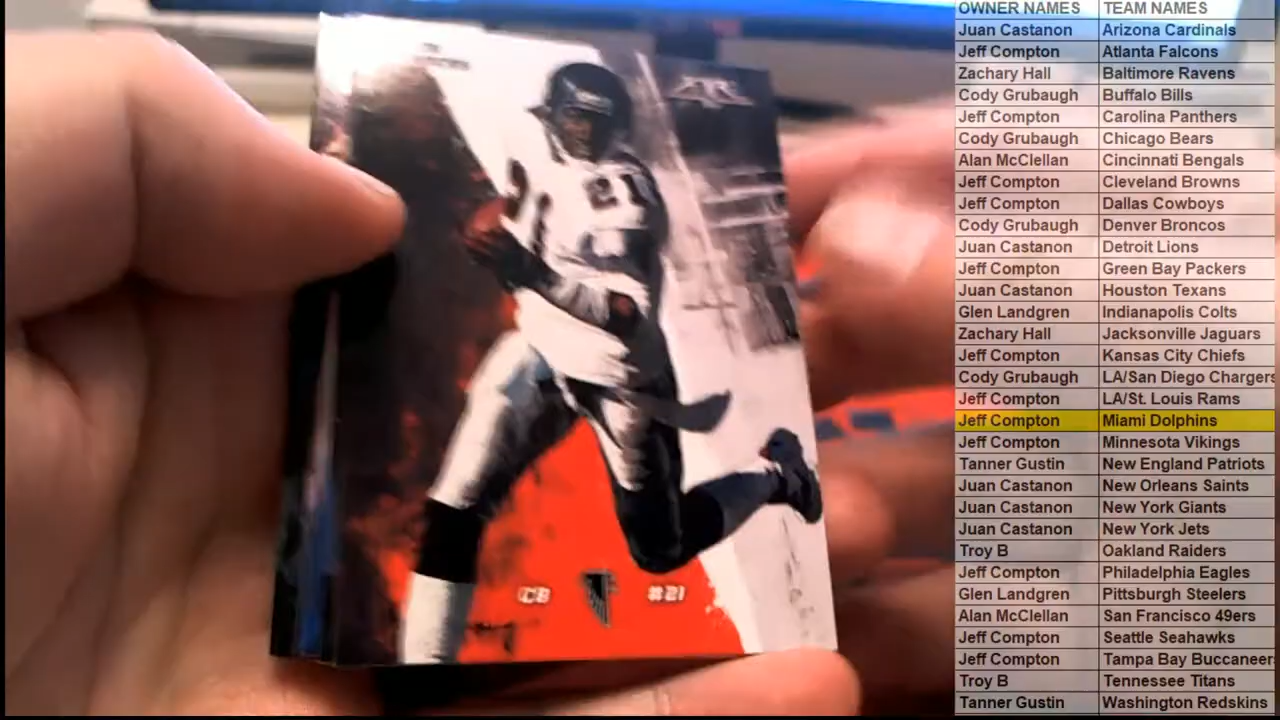 OWNER NAMES TEAM NAMES
Juan Castanon Arizona Cardinals
Jeff Compton Atlanta Falcons
Zachary Hall Baltimore Ravens
Cody Grubaugh Buffalo Bills
Jeff Compton Carolina Panthers
Cody Grubaugh Chicago Bears
Alan McClellan Cincinnati Bengals
Jeff Compton Cleveland Browns
Jeff Compton Dallas Cowboys
Cody Grubaugh Denver Broncos
Juan Castanon Detroit Lions
Jeff Compton Green Bay Packers
Juan Castanon Houston Texans
Glen Landgren Indianapolis Colts
Zachary Hall Jacksonville Jaguars
Jeff Compton Kansas City Chiefs
Cody Grubaugh LA/San Diego Chargers
Jeff Compton LA/St. Louis Rams
Jeff Compton Miami Dolphins
Jeff Compton Minnesota Vikings
Tanner Gustin New England Patriots
Juan Castanon New Orleans Saints
Juan Castanon New York Giants
Juan Castanon New York Jets
Troy B Oakland Raiders
Jeff Compton Philadelphia Eagles
Glen Landgren Pittsburgh Steelers
Alan McClellan San Francisco 49ers
Jeff Compton Seattle Seahawks
Jeff Compton Tampa Bay Buccaneer
Troy B Tennessee Titans
Tanner Gustin Washington Redskins
FIRE
21
CB #21